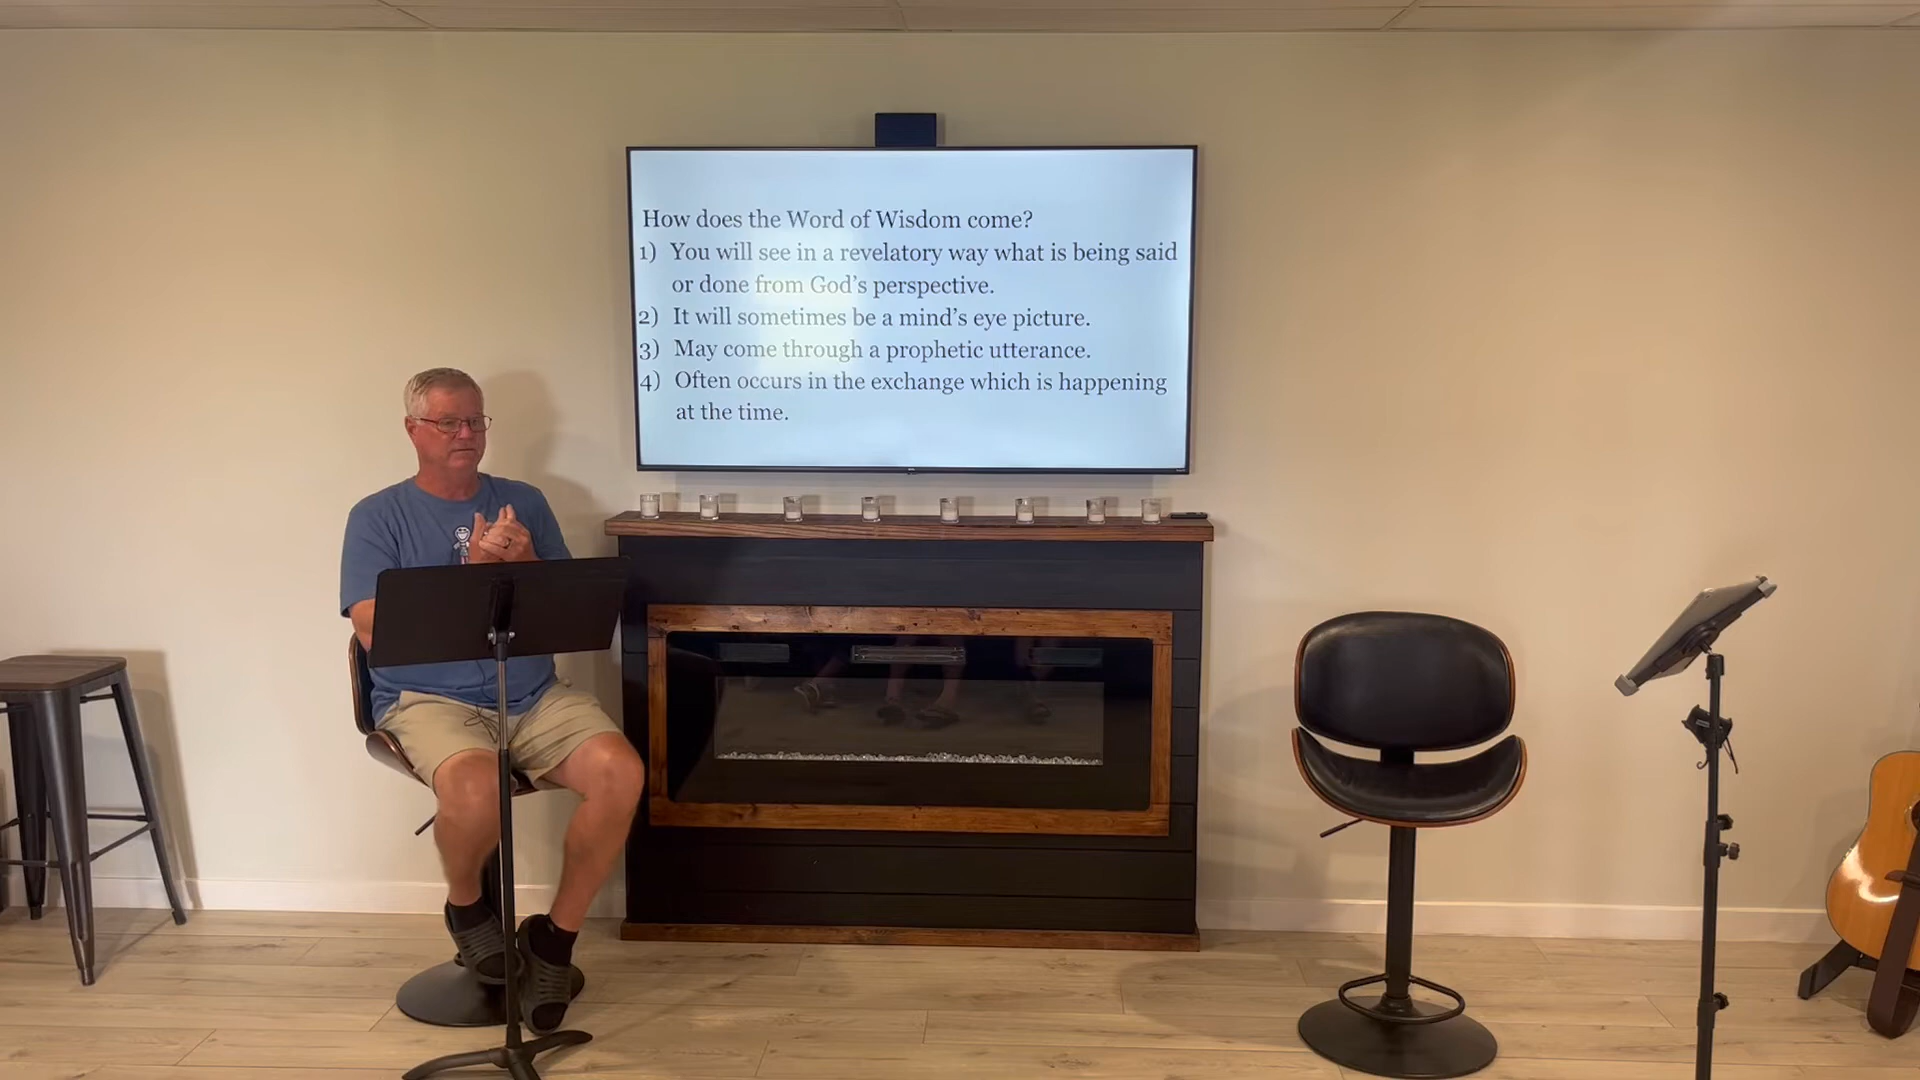 How does the Word of Wisdom come?
1) You will see in a revelatory way what is being said
or done from God's perspective.
2) It will sometimes be a mind's eye picture.
3) May come through a prophetic utterance.
4) Often occurs in the exchange which is happening
at the time.